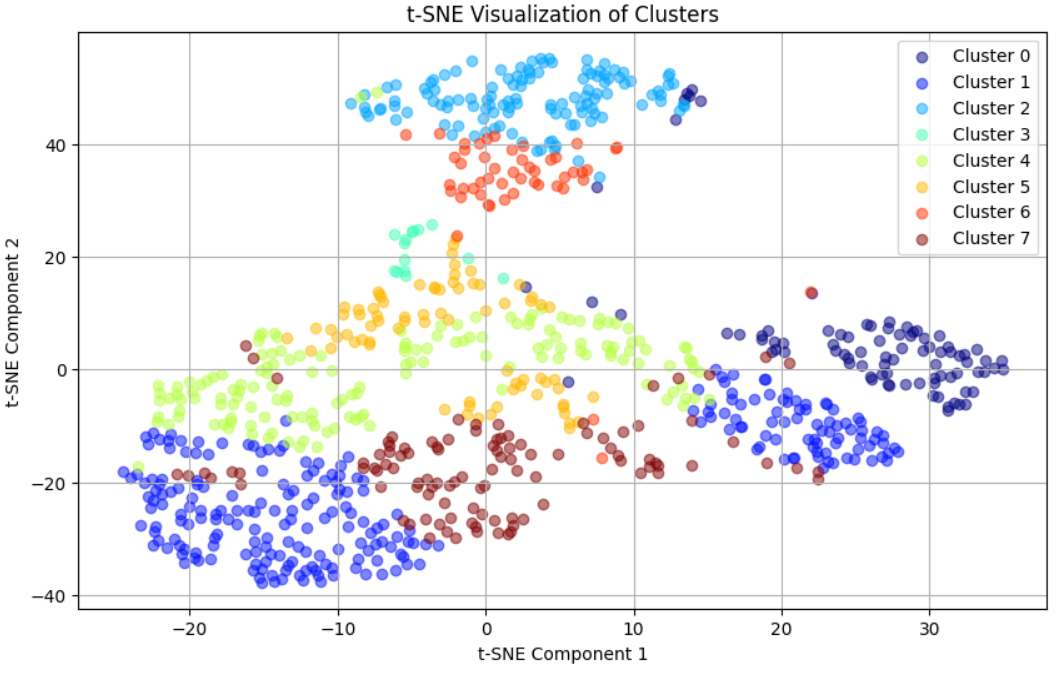 t-SNE Visualization of Clusters
Cluster 0
Cluster 1
Cluster 2
Cluster 3
Cluster 4
Cluster 5
Cluster 6
Cluster 7
t-SNE Component 2
40
20
0
−20
−40
−20
−10
0
10
20
30
t-SNE Component 1